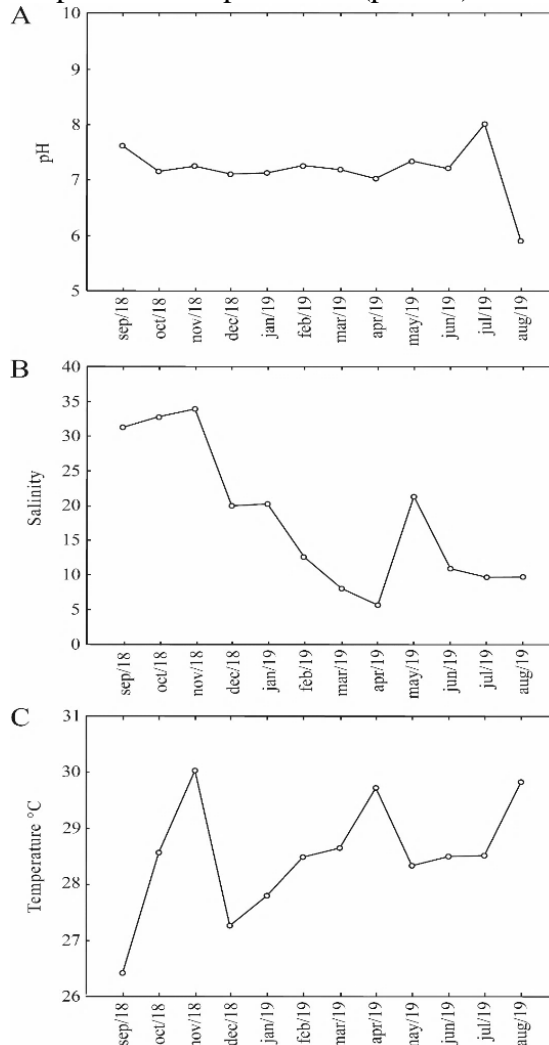 A
10
9
8
7
6
5
pH
sep/18
oct/18
nov/18
dec/18
jan/19
feb/19
mar/19
apr/19
may/19
jun/19
jul/19
aug/19
B
40
35
30
25
20
15
10
5
0
Salinity
sep/18
oct/18
nov/18
dec/18
jan/19
feb/19
mar/19
apr/19
may/19
jun/19
jul/19
aug/19
C
31
30
29
28
27
26
Temperature °C
sep/18
oct/18
nov/18
dec/18
jan/19
feb/19
mar/19
apr/19
may/19
jun/19
jul/19
aug/19